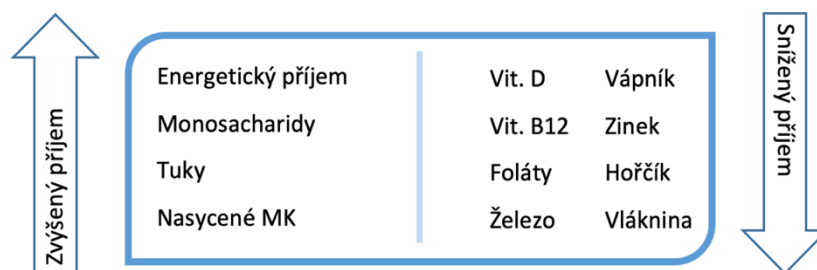 Zvýšený příjem
Energetický příjem
Monosacharidy
Tuky
Nasycené MK
Vit. D Vápník
Vit. B12 Zinek
Foláty Hořčík
Železo Vláknina
Snížený příjem